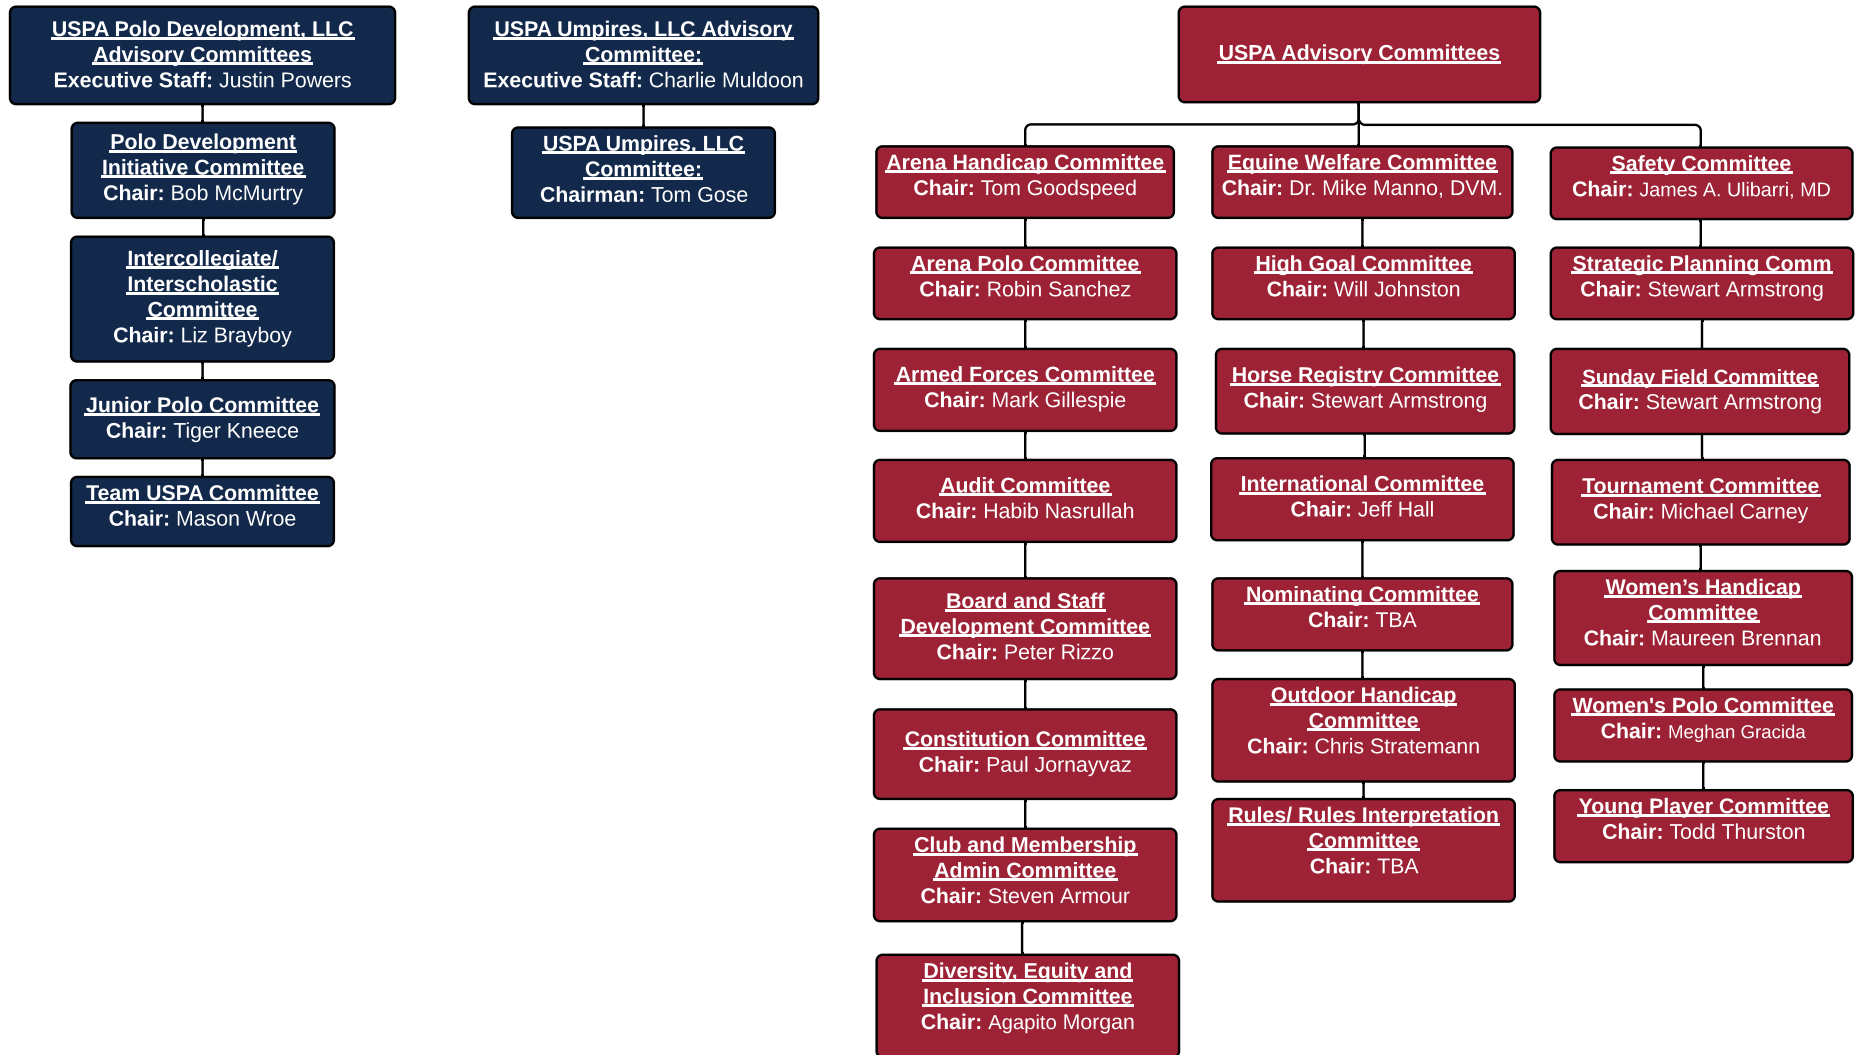 USPA Polo Development, LLC
Advisory Committees
Executive Staff: Justin Powers
Polo Development
Initiative Committee
Chair: Bob McMurtry
Intercollegiate/
Interscholastic
Committee
Chair: Liz Brayboy
Junior Polo Committee
Chair: Tiger Kneece
Team USPA Committee
Chair: Mason Wroe
USPA Umpires, LLC Advisory
Committee:
Executive Staff: Charlie Muldoon
USPA Umpires, LLC
Committee:
Chairman: Tom Gose
USPA Advisory Committees
Arena Handicap Committee
Chair: Tom Goodspeed
Arena Polo Committee
Chair: Robin Sanchez
Armed Forces Committee
Chair: Mark Gillespie
Audit Committee
Chair: Habib Nasrullah
Board and Staff
Development Committee
Chair: Peter Rizzo
Constitution Committee
Chair: Paul Jornayvaz
Club and Membership
Admin Committee
Chair: Steven Armour
Diversity, Equity and
Inclusion Committee
Chair: Agapito Morgan
Equine Welfare Committee
Chair: Dr. Mike Manno, DVM.
High Goal Committee
Chair: Will Johnston
Horse Registry Committee
Chair: Stewart Armstrong
International Committee
Chair: Jeff Hall
Nominating Committee
Chair: TBA
Outdoor Handicap
Committee
Chair: Chris Stratemann
Rules/ Rules Interpretation
Committee
Chair: TBA
Safety Committee
Chair: James A. Ulibarri, MD
Strategic Planning Comm
Chair: Stewart Armstrong
Sunday Field Committee
Chair: Stewart Armstrong
Tournament Committee
Chair: Michael Carney
Women’s Handicap
Committee
Chair: Maureen Brennan
Women's Polo Committee
Chair: Meghan Gracida
Young Player Committee
Chair: Todd Thurston